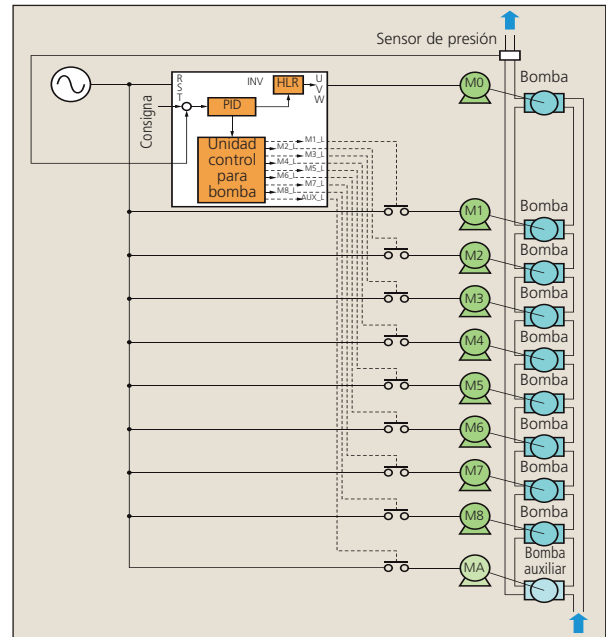 Sensor de presión
Bomba
R
S
T
INV
HLR
U
V
W
M0
Consigna
PID
Unidad
control
para
bomba
M1_L
M2_L
M3_L
M4_L
M5_L
M6_L
M7_L
M8_L
AUX_L
Bomba
M1
Bomba
M2
Bomba
M3
Bomba
M4
Bomba
M5
Bomba
M6
Bomba
M7
Bomba
M8
Bomba
auxiliar
MA